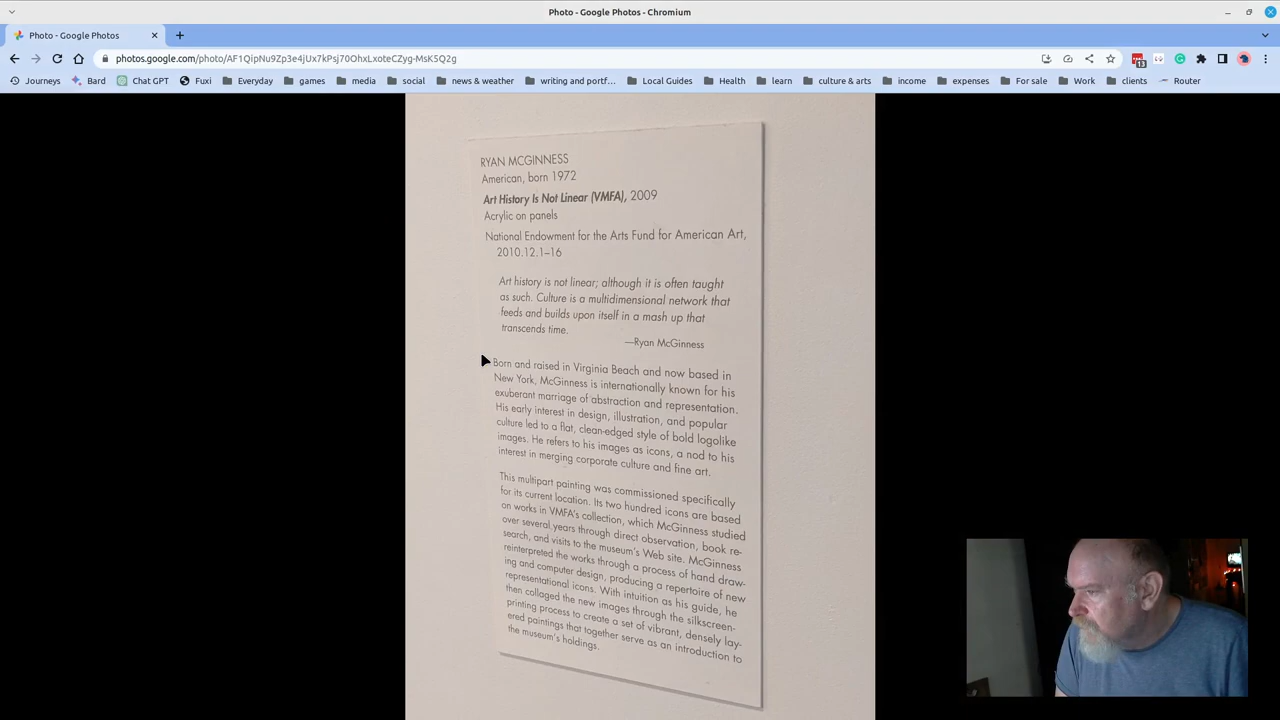 Photo - Google Photos - Chromium
Photo - Google Photos
photos.google.com/photo/AF1QipNu9Zp3e4jUx7kPsj70OhxLxoteCZyg-MsK5Q2g
13
Journeys Bard Chat GPT Fuxi Everyday games media social news & weather writing and portf... Local Guides Health learn culture & arts income expenses For sale Work clients Router
RYAN MCGINNESS
American, born 1972
Art History Is Not Linear (VMFA), 2009
Acrylic on panels
National Endowment for the Arts Fund for American Art,
2010.12.1–16
Art history is not linear; although it is often taught
as such. Culture is a multidimensional network that
feeds and builds upon itself in a mash up that
transcends time.
—Ryan McGinness
Born and raised in Virginia Beach and now based in
New York, McGinness is internationally known for his
exuberant marriage of abstraction and representation.
His early interest in design, illustration, and popular
culture led to a flat, clean-edged style of bold logolike
images. He refers to his images as icons, a nod to his
interest in merging corporate culture and fine art.
This multipart painting was commissioned specifically
for its current location. Its two hundred icons are based
on works in VMFA's collection, which McGinness studied
over several years through direct observation, book re-
search, and visits to the museum's Web site. McGinness
reinterpreted the works through a process of hand draw-
ing and computer design, producing a repertoire of new
representational icons. With intuition as his guide, he
then collaged the new images through the silkscreen-
printing process to create a set of vibrant, densely lay-
ered paintings that together serve as an introduction to
the museum's holdings.